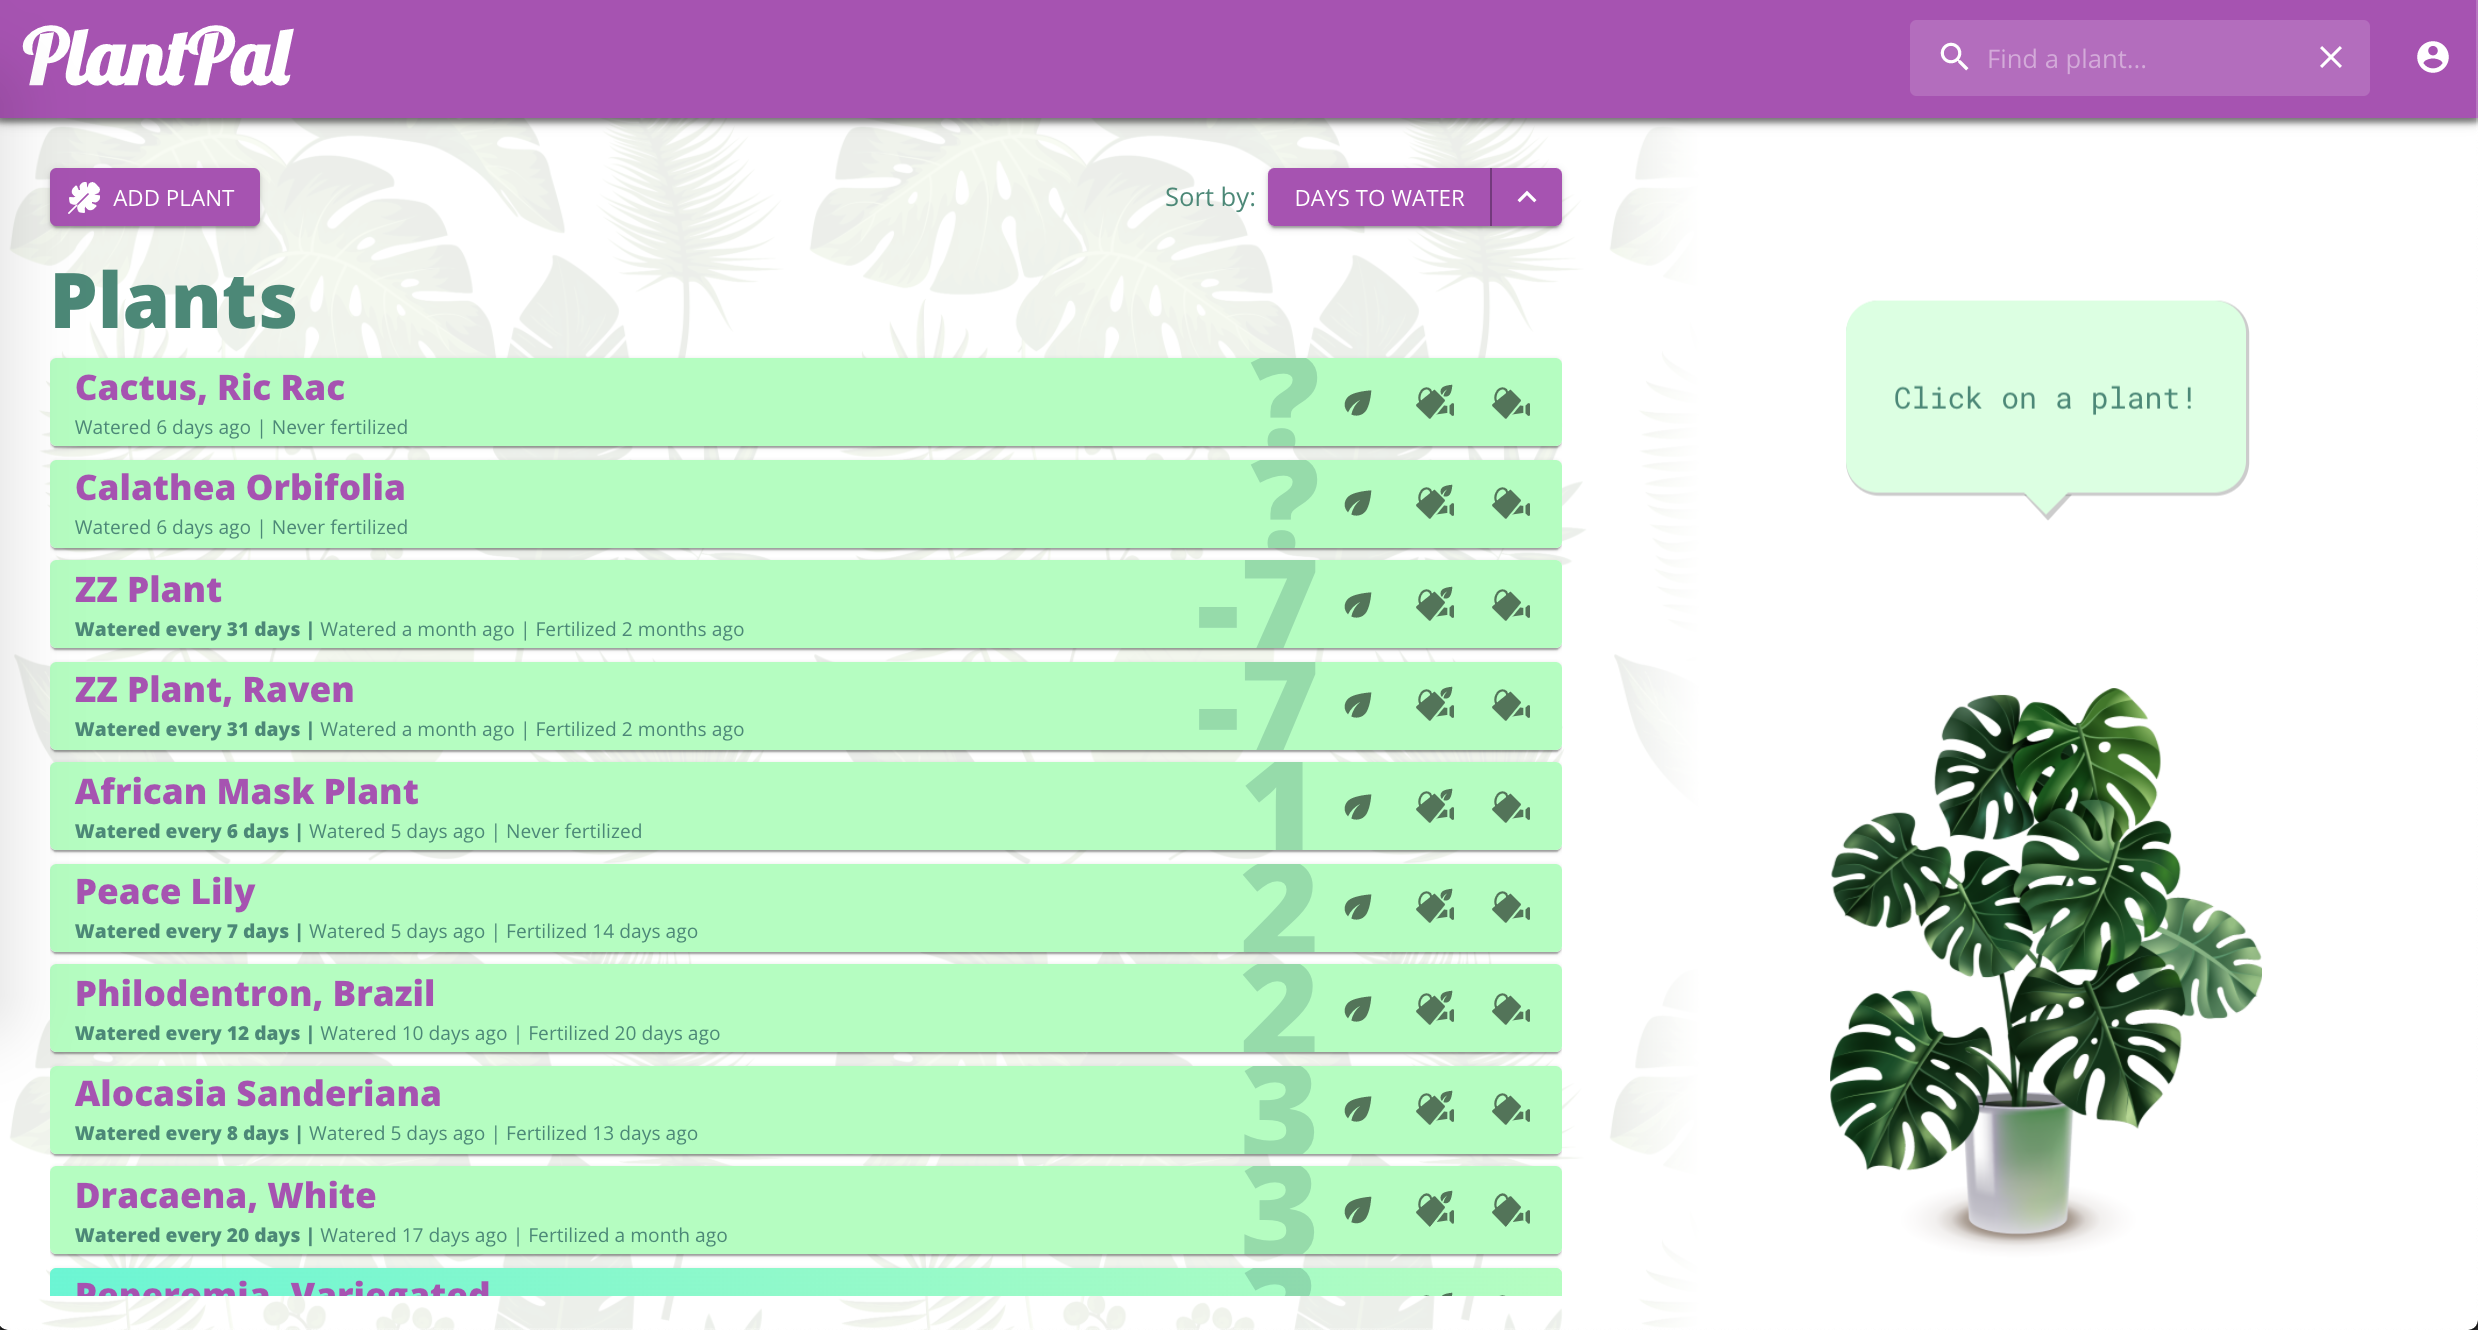 PlantPal
Find a plant...
ADD PLANT
Sort by:
DAYS TO WATER
Plants
Cactus, Ric Rac
Watered 6 days ago | Never fertilized
?
Calathea Orbifolia
Watered 6 days ago | Never fertilized
?
ZZ Plant
Watered every 31 days | Watered a month ago | Fertilized 2 months ago
-7
ZZ Plant, Raven
Watered every 31 days | Watered a month ago | Fertilized 2 months ago
-7
African Mask Plant
Watered every 6 days | Watered 5 days ago | Never fertilized
1
Peace Lily
Watered every 7 days | Watered 5 days ago | Fertilized 14 days ago
2
Philodentron, Brazil
Watered every 12 days | Watered 10 days ago | Fertilized 20 days ago
2
Alocasia Sanderiana
Watered every 8 days | Watered 5 days ago | Fertilized 13 days ago
3
Dracaena, White
Watered every 20 days | Watered 17 days ago | Fertilized a month ago
3
Peperomia, Variegated
Click on a plant!